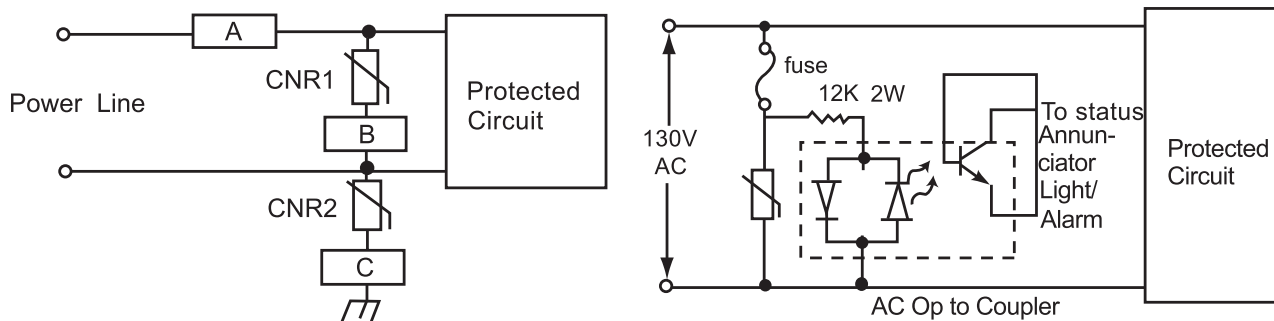 A
CNR1
Power Line
B
Protected
Circuit
CNR2
C
fuse
12K 2W
130V
AC
To status
Annun-
ciator
Light/
Alarm
Protected
Circuit
AC Op to Coupler